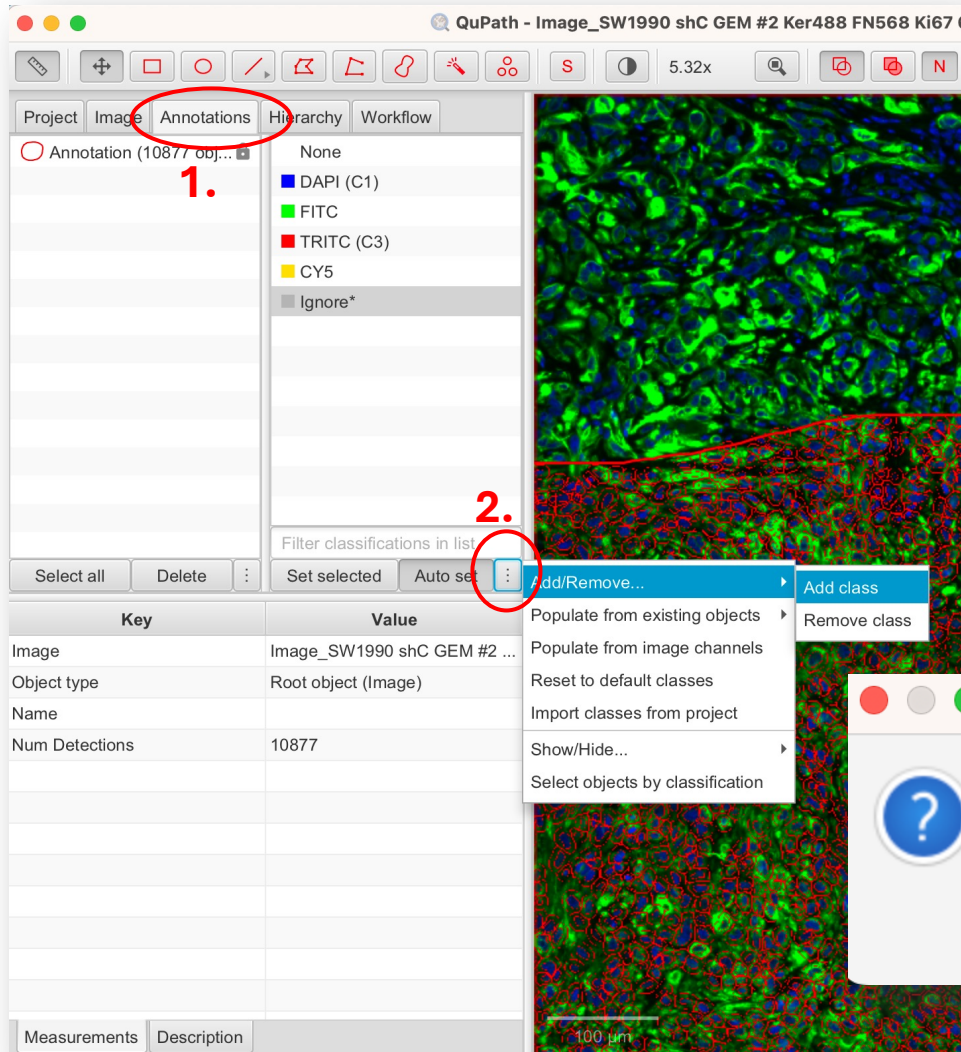 QuPath - Image_SW1990 shC GEM #2 Ker488 FN568 Ki67
S
5.32x
N
Project Image Annotations Hierarchy Workflow
Annotation (10877 obj...
1.
None
DAPI (C1)
FITC
TRITC (C3)
CY5
Ignore*
2.
Filter classifications in list
Select all Delete ⋮ Set selected Auto set ⋮
Add/Remove...
Populate from existing objects
Populate from image channels
Reset to default classes
Import classes from project
Show/Hide...
Select objects by classification
Add class
Remove class
Key Value
Image Image_SW1990 shC GEM #2 ...
Object type Root object (Image)
Name
Num Detections 10877
?
100 µm
Measurements Description